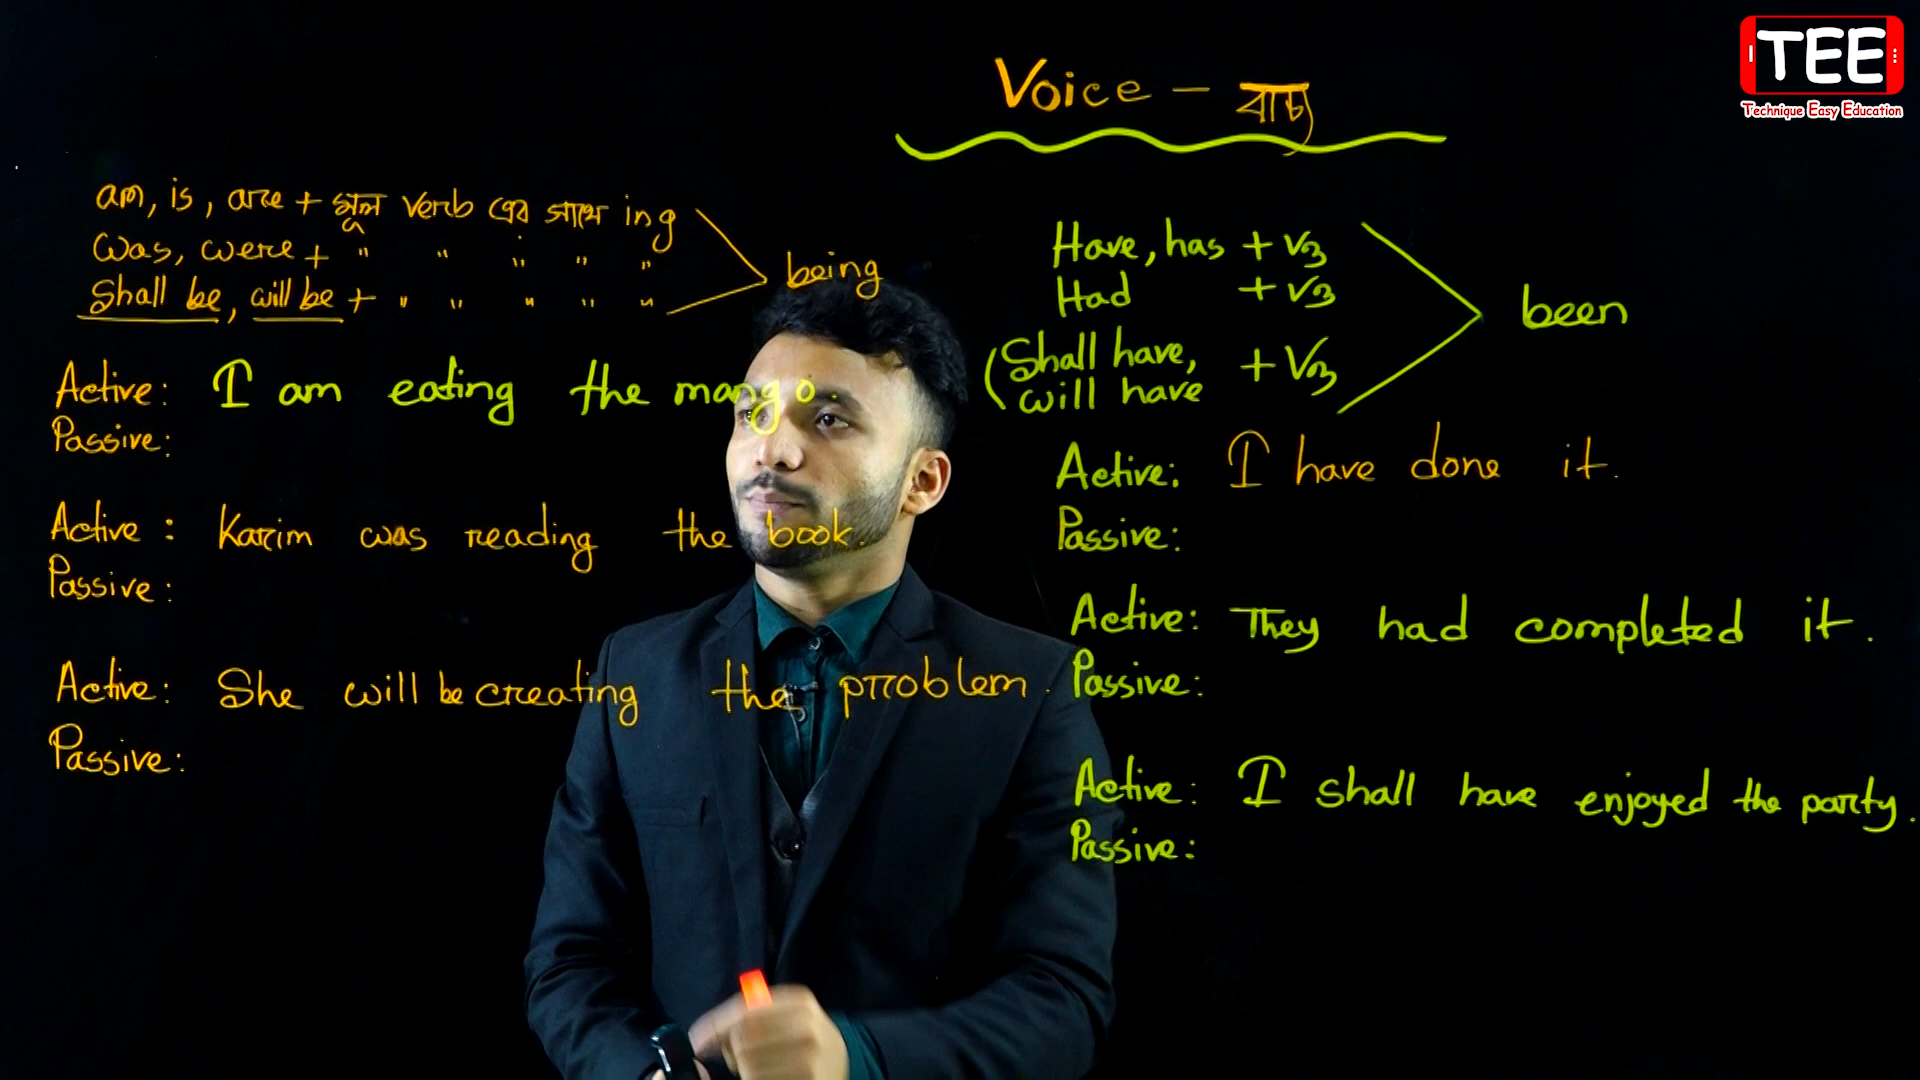 TEE
Technique Easy Education
Voice - বাচ্য
am, is, are + মূল verb এর সাথে ing
was, were + " " " " "
Shall be, will be + " " " " "
being
Active: I am eating the mango.
Passive:
Active: Karim was reading the book.
Passive:
Active: She will be creating the problem.
Passive:
Have, has + V3
Had + V3
(Shall have,
will have + V3
been
Active: I have done it.
Passive:
Active: They had completed it.
Passive:
Active: I shall have enjoyed the party.
Passive: